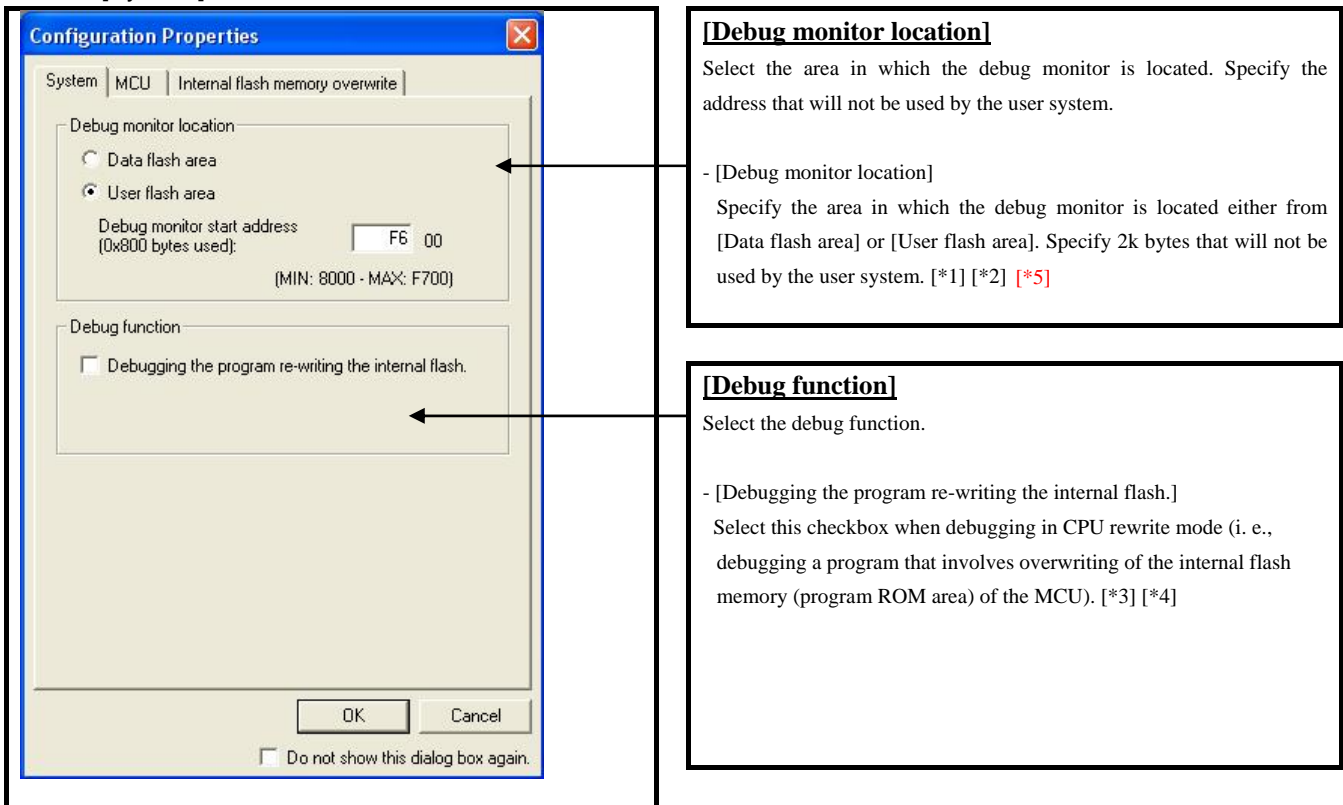 Configuration Properties
System
MCU
Internal flash memory overwrite
Debug monitor location
Data flash area
User flash area
Debug monitor start address
(0x800 bytes used):
F6 00
(MIN: 8000 - MAX: F700)
Debug function
Debugging the program re-writing the internal flash.
OK
Cancel
Do not show this dialog box again.
[Debug monitor location]
Select the area in which the debug monitor is located. Specify the
address that will not be used by the user system.
- [Debug monitor location]
Specify the area in which the debug monitor is located either from
[Data flash area] or [User flash area]. Specify 2k bytes that will not be
used by the user system. [*1] [*2] [*5]
[Debug function]
Select the debug function.
- [Debugging the program re-writing the internal flash.]
Select this checkbox when debugging in CPU rewrite mode (i. e.,
debugging a program that involves overwriting of the internal flash
memory (program ROM area) of the MCU). [*3] [*4]